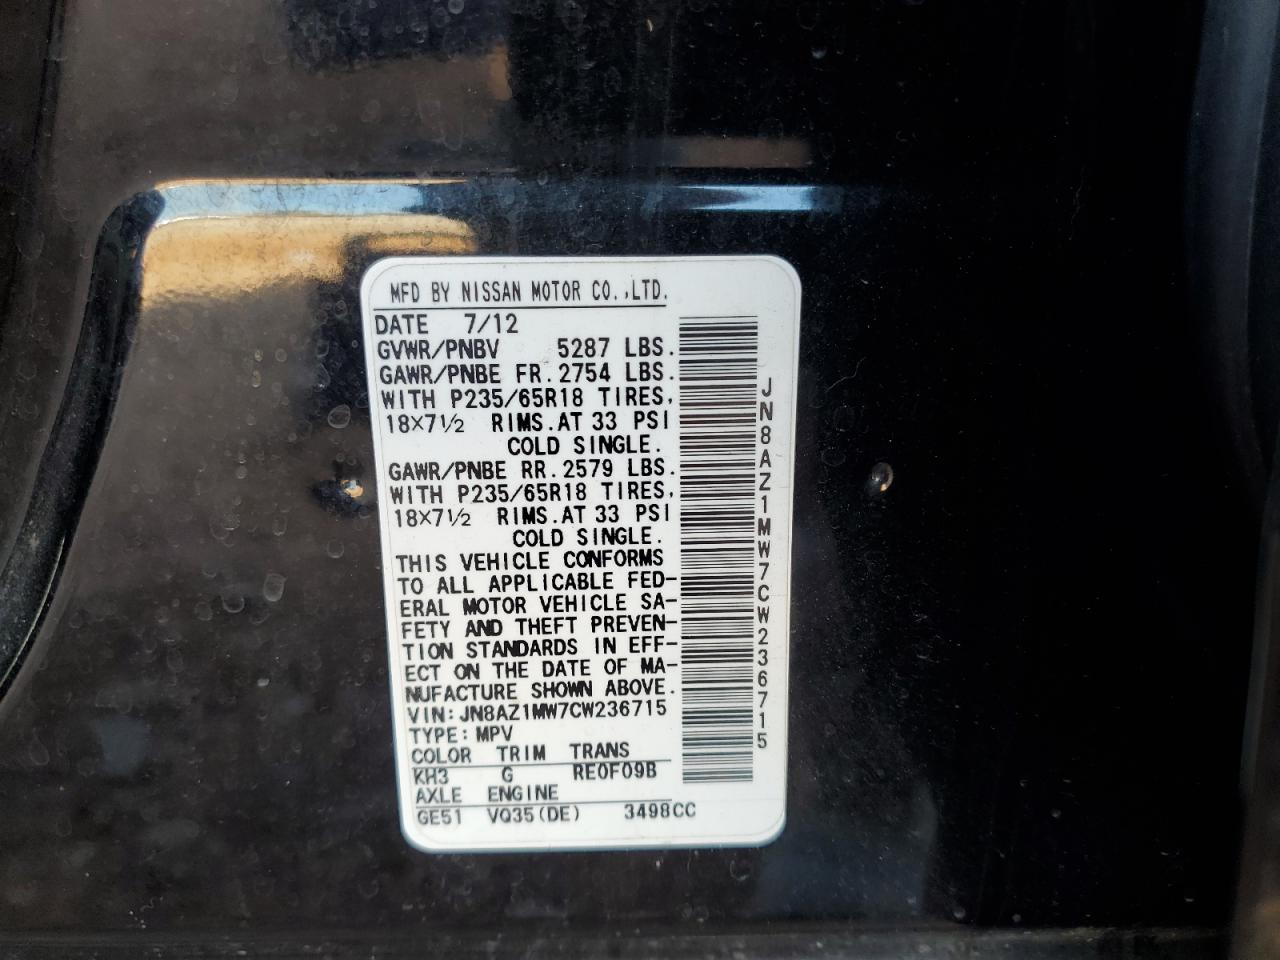 MFD BY NISSAN MOTOR CO.,LTD.
DATE 7/12
GVWR/PNBV 5287 LBS.
GAWR/PNBE FR.2754 LBS.
WITH P235/65R18 TIRES,
18×7½ RIMS.AT 33 PSI
COLD SINGLE.
GAWR/PNBE RR.2579 LBS.
WITH P235/65R18 TIRES,
18×7½ RIMS.AT 33 PSI
COLD SINGLE.
THIS VEHICLE CONFORMS
TO ALL APPLICABLE FED-
ERAL MOTOR VEHICLE SA-
FETY AND THEFT PREVEN-
TION STANDARDS IN EFF-
ECT ON THE DATE OF MA-
NUFACTURE SHOWN ABOVE.
VIN:JN8AZ1MW7CW236715
TYPE:MPV
COLOR TRIM TRANS
KH3 G RE0F09B
AXLE ENGINE
GE51 VQ35(DE) 3498CC
JN8AZ1MW7CW236715